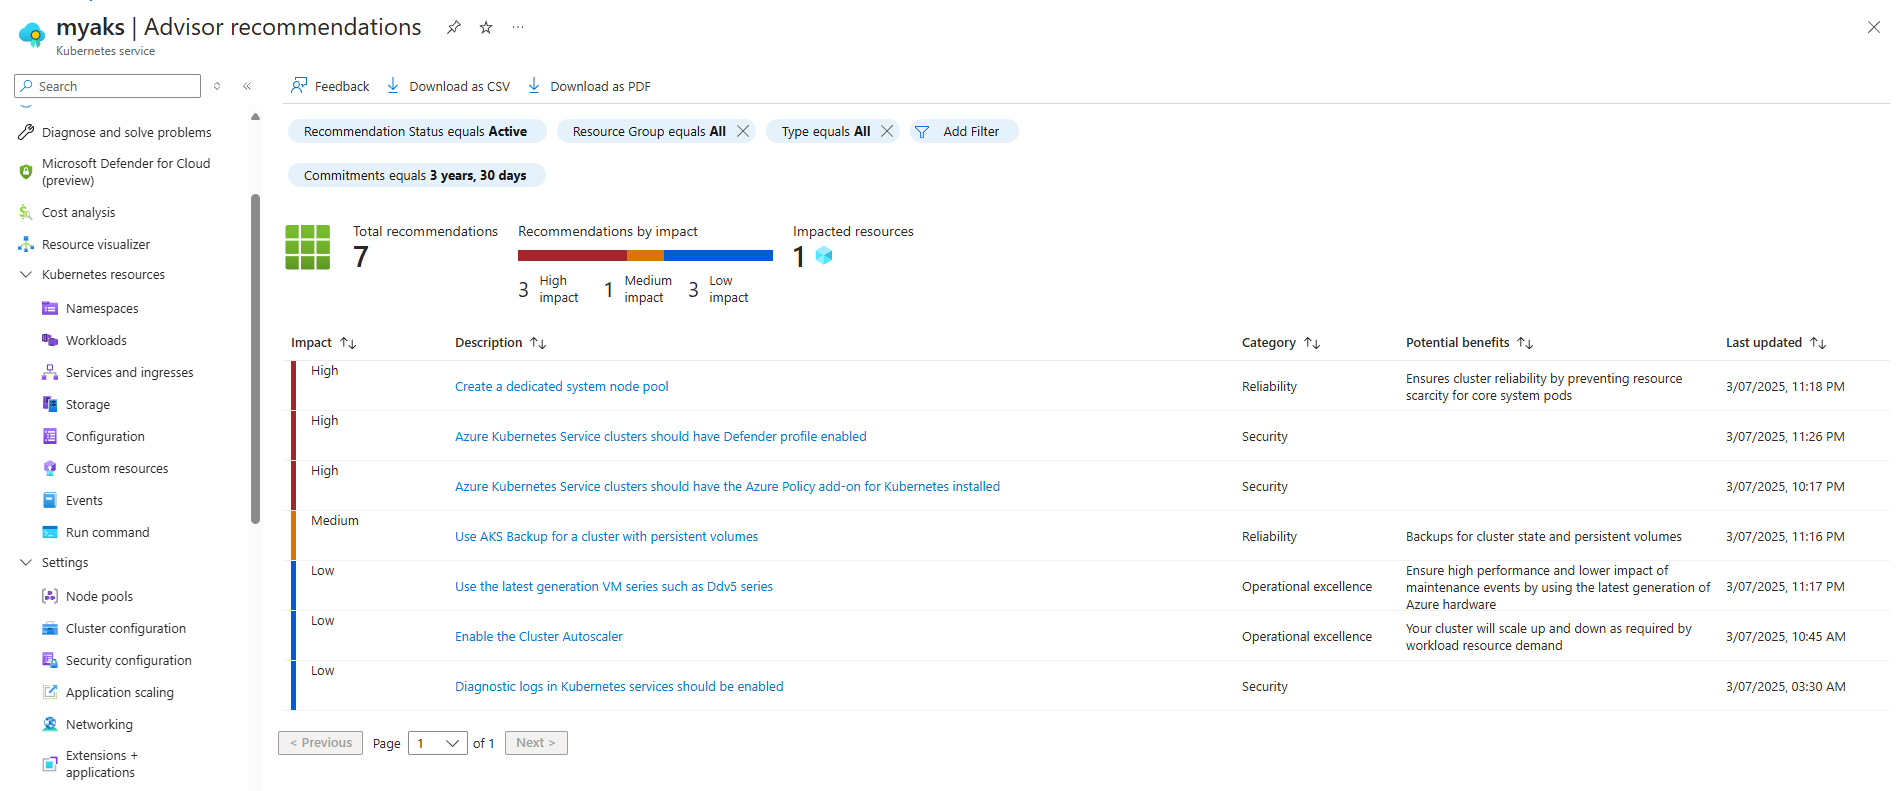 myaks | Advisor recommendations
Kubernetes service
Search
Diagnose and solve problems
Microsoft Defender for Cloud
(preview)
Cost analysis
Resource visualizer
Kubernetes resources
Namespaces
Workloads
Services and ingresses
Storage
Configuration
Custom resources
Events
Run command
Settings
Node pools
Cluster configuration
Security configuration
Application scaling
Networking
Extensions +
applications
Feedback
Download as CSV
Download as PDF
Recommendation Status equals Active
Resource Group equals All
Type equals All
Add Filter
Commitments equals 3 years, 30 days
Total recommendations
7
Recommendations by impact
3 High
impact
1 Medium
impact
3 Low
impact
Impacted resources
1
Impact Description Category Potential benefits Last updated
High
Create a dedicated system node pool
Reliability
Ensures cluster reliability by preventing resource
scarcity for core system pods
3/07/2025, 11:18 PM
High
Azure Kubernetes Service clusters should have Defender profile enabled
Security
3/07/2025, 11:26 PM
High
Azure Kubernetes Service clusters should have the Azure Policy add-on for Kubernetes installed
Security
3/07/2025, 10:17 PM
Medium
Use AKS Backup for a cluster with persistent volumes
Reliability
Backups for cluster state and persistent volumes
3/07/2025, 11:16 PM
Low
Use the latest generation VM series such as Ddv5 series
Operational excellence
Ensure high performance and lower impact of
maintenance events by using the latest generation of
Azure hardware
3/07/2025, 11:17 PM
Low
Enable the Cluster Autoscaler
Operational excellence
Your cluster will scale up and down as required by
workload resource demand
3/07/2025, 10:45 AM
Low
Diagnostic logs in Kubernetes services should be enabled
Security
3/07/2025, 03:30 AM
< Previous Page 1 of 1 Next >